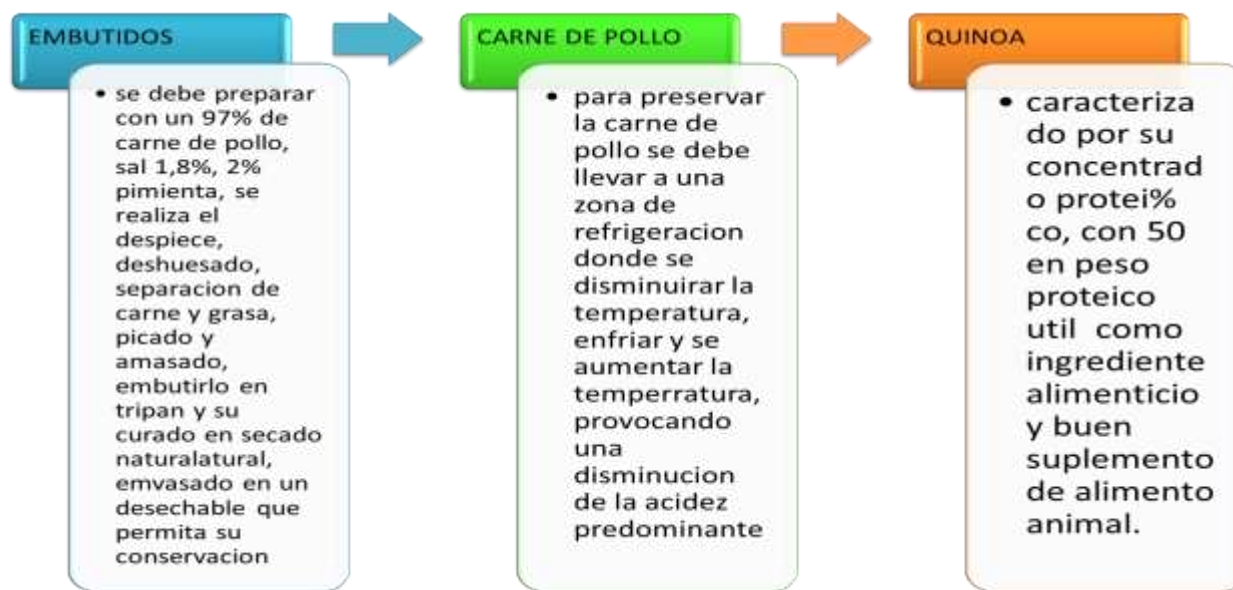 EMBUTIDOS
• se debe preparar
con un 97% de
carne de pollo,
sal 1,8%, 2%
pimienta, se
realiza el
despiece,
deshuesado,
separacion de
carne y grasa,
picado y
amasado,
embutirlo en
tripan y su
curado en secado
naturalatural,
emvasado en un
desechable que
permita su
conservacion
CARNE DE POLLO
• para preservar
la carne de
pollo se debe
llevar a una
zona de
refrigeracion
donde se
disminuirar la
temperatura,
enfriar y se
aumentar la
temperratura,
provocando
una
disminucion
de la acidez
predominante
QUINOA
• caracteriza
do por su
concentrad
o protei%
co, con 50
en peso
proteico
util como
ingrediente
alimenticio
y buen
suplemento
de alimento
animal.